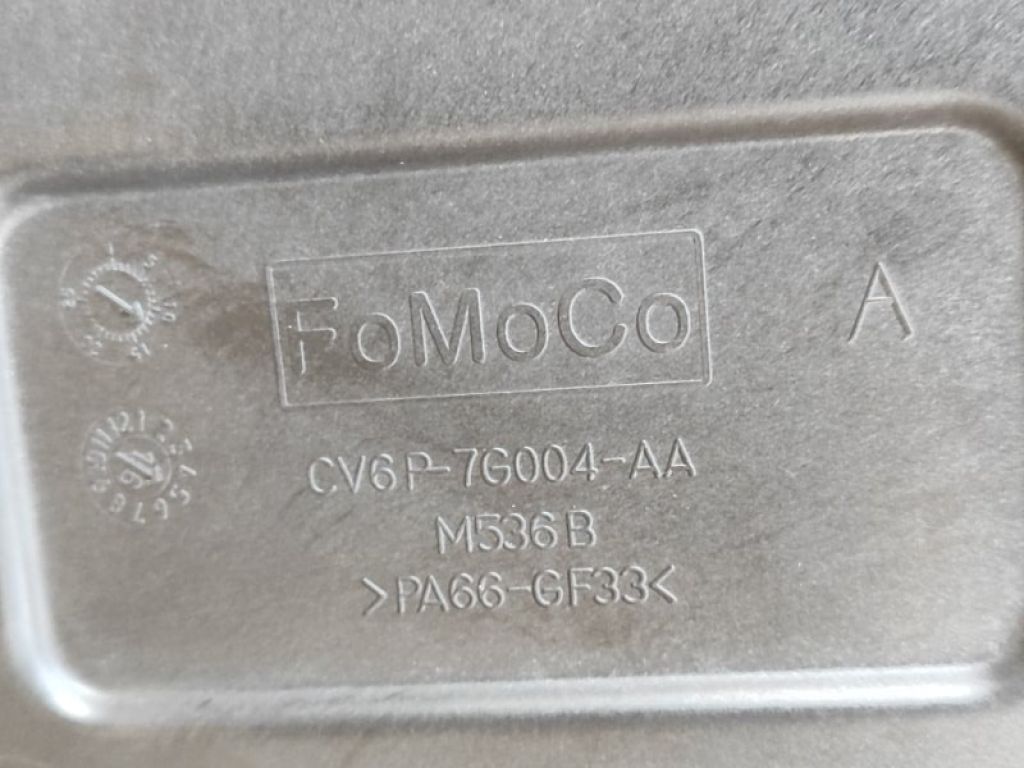 FoMoCo
A
CV6P-7G004-AA
M536B
>PA66-GF33<